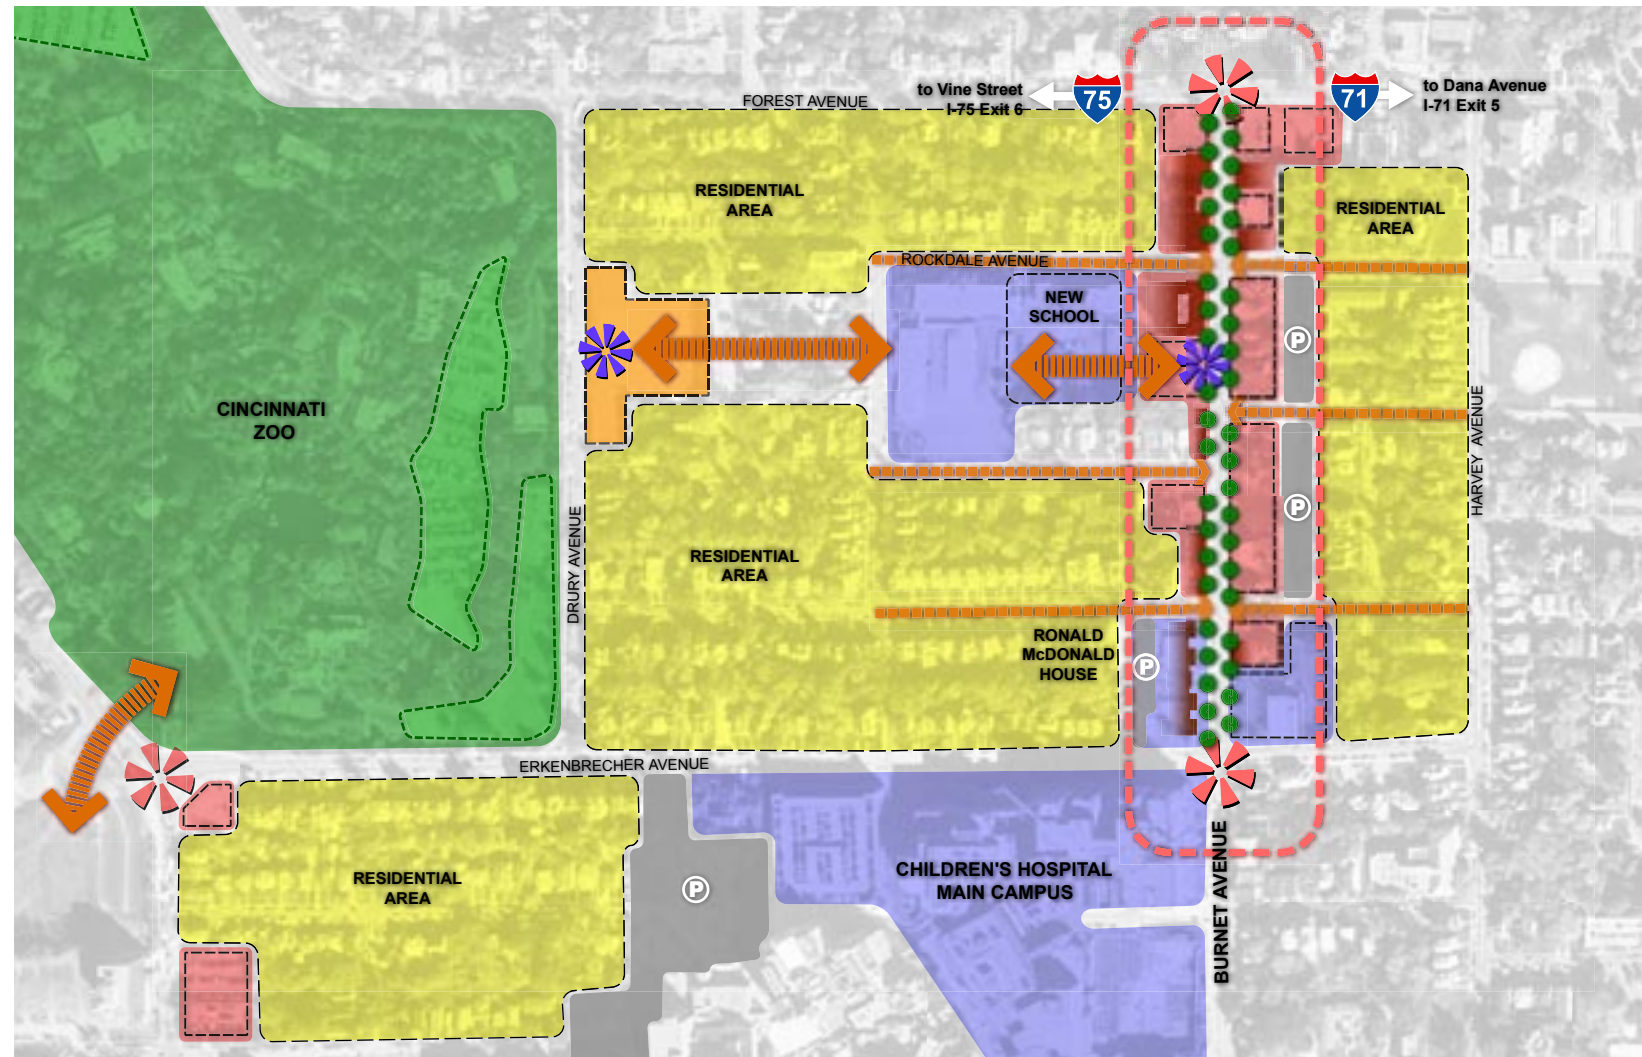 to Vine Street
I-75 Exit 6
75
71
to Dana Avenue
I-71 Exit 5
FOREST AVENUE
RESIDENTIAL
AREA
RESIDENTIAL
AREA
ROCKDALE AVENUE
NEW
SCHOOL
P
CINCINNATI
ZOO
HARVEY AVENUE
P
DRURY AVENUE
RESIDENTIAL
AREA
RONALD
McDONALD
HOUSE
P
ERKENBRECHER AVENUE
RESIDENTIAL
AREA
P
CHILDREN'S HOSPITAL
MAIN CAMPUS
BURNET AVENUE